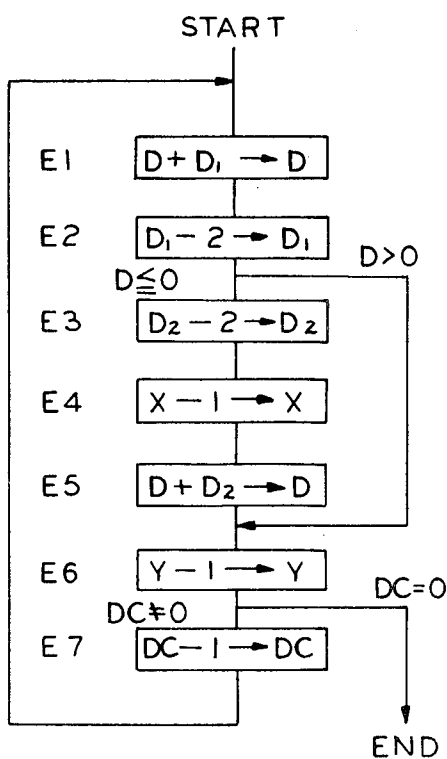 START
E1 D + D₁ → D
E2 D₁ − 2 → D₁
D ≦ 0 D > 0
E3 D₂ − 2 → D₂
E4 X − 1 → X
E5 D + D₂ → D
E6 Y − 1 → Y
DC ≠ 0 DC = 0
E7 DC − 1 → DC
END